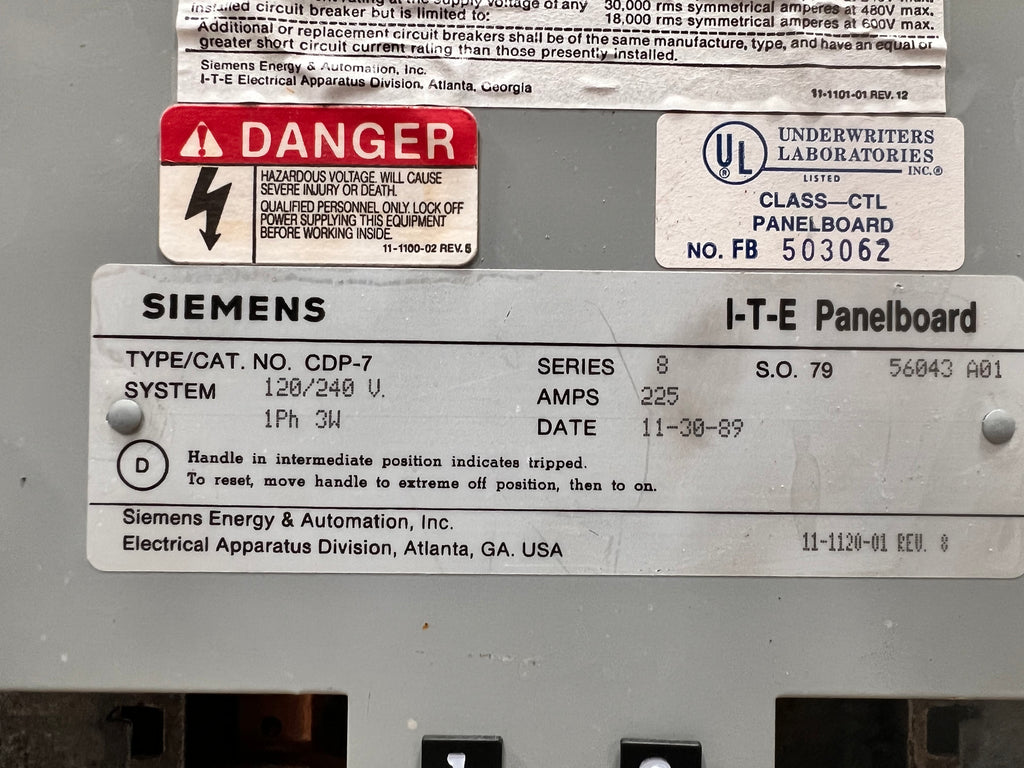 rating at the supply voltage of any 30,000 rms symmetrical amperes at 480V max.
installed circuit breaker but is limited to: 18,000 rms symmetrical amperes at 600V max.
Additional or replacement circuit breakers shall be of the same manufacture, type, and have an equal or
greater short circuit current rating than those presently installed.
Siemens Energy & Automation, Inc.
I-T-E Electrical Apparatus Division, Atlanta, Georgia
11-1101-01 REV. 12
DANGER
HAZARDOUS VOLTAGE. WILL CAUSE
SEVERE INJURY OR DEATH.
QUALIFIED PERSONNEL ONLY. LOCK OFF
POWER SUPPLYING THIS EQUIPMENT
BEFORE WORKING INSIDE.
11-1100-02 REV. 5
UL ®
UNDERWRITERS
LABORATORIES
INC.®
LISTED
CLASS—CTL
PANELBOARD
NO. FB 503062
SIEMENS
I-T-E Panelboard
TYPE/CAT. NO. CDP-7 SERIES 8 S.O. 79 56043 A01
SYSTEM 120/240 V. AMPS 225
1Ph 3W DATE 11-30-89
D
Handle in intermediate position indicates tripped.
To reset, move handle to extreme off position, then to on.
Siemens Energy & Automation, Inc.
Electrical Apparatus Division, Atlanta, GA. USA
11-1120-01 REV. 8